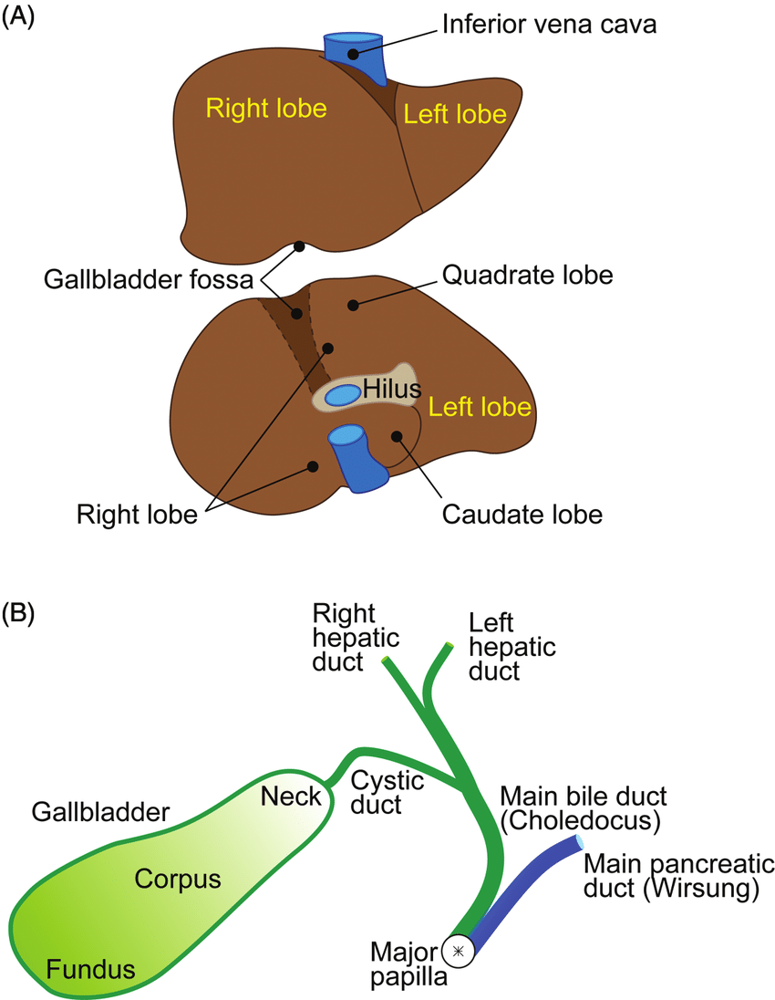 (A)
Inferior vena cava
Right lobe
Left lobe
Gallbladder fossa
Quadrate lobe
Hilus
Left lobe
Right lobe
Caudate lobe
(B)
Right
hepatic
duct
Left
hepatic
duct
Cystic
duct
Neck
Gallbladder
Main bile duct
(Choledocus)
Corpus
Main pancreatic
duct (Wirsung)
Major
papilla
Fundus